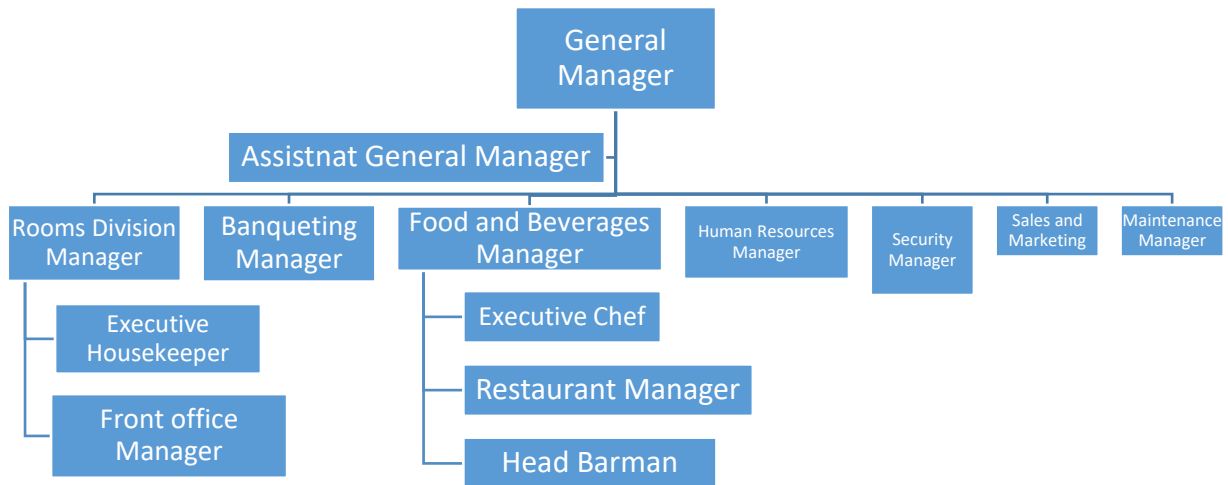 General
Manager
Assistnat General Manager
Rooms Division
Manager
Banqueting
Manager
Food and Beverages
Manager
Human Resources
Manager
Security
Manager
Sales and
Marketing
Maintenance
Manager
Executive
Housekeeper
Front office
Manager
Executive Chef
Restaurant Manager
Head Barman